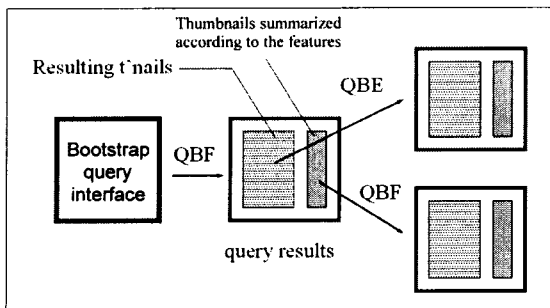 Thumbnails summarized
according to the features
Resulting t'nails
QBE
Bootstrap
query
interface
QBF
QBF
query results